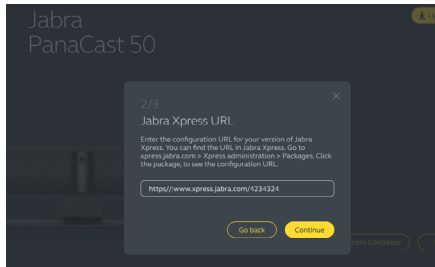 Jabra
PanaCast 50
2/3
Jabra Xpress URL
Enter the configuration URL for your version of Jabra
Xpress. You can find the URL in Jabra Xpress. Go to
xpress.jabra.com > Xpress administration > Packages. Click
the package, to see the configuration URL.
https//:www.xpress.jabra.com/4234324
Go back
Continue
mera Controller